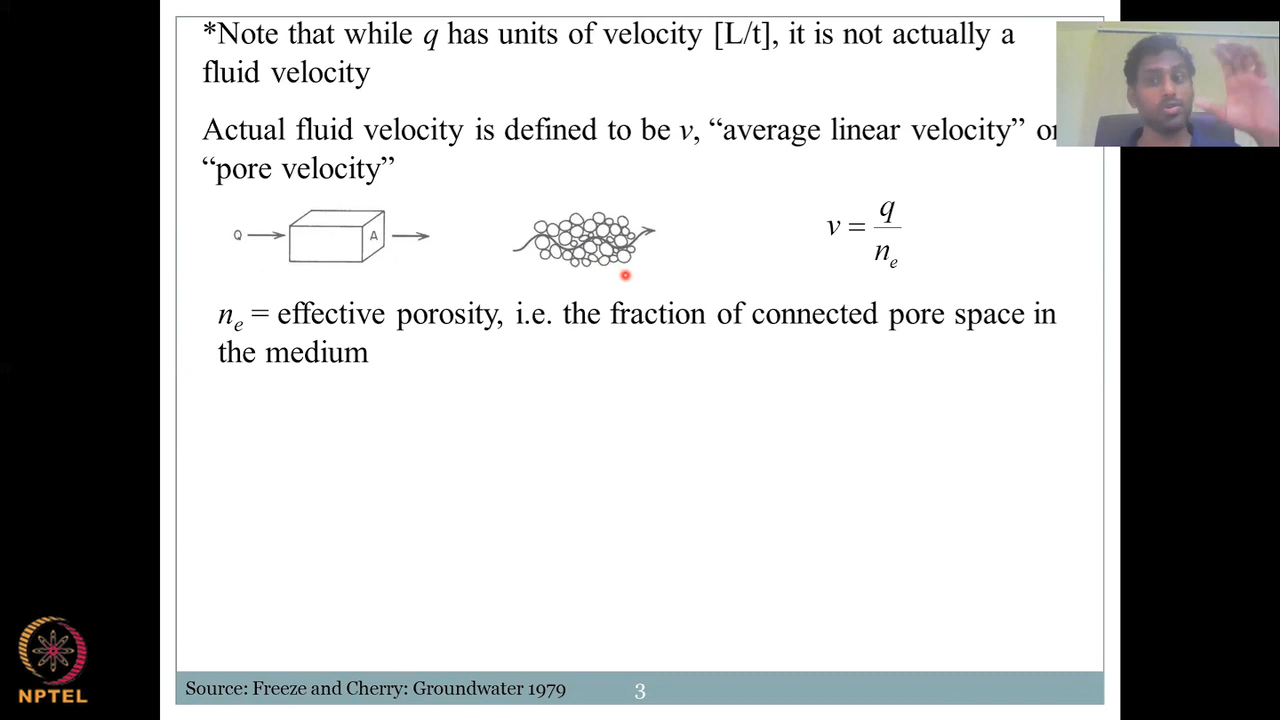 *Note that while q has units of velocity [L/t], it is not actually a
fluid velocity
Actual fluid velocity is defined to be v, “average linear velocity” or
“pore velocity”
Q
A
v = q / nₑ
nₑ = effective porosity, i.e. the fraction of connected pore space in
the medium
Source: Freeze and Cherry: Groundwater 1979
3
NPTEL